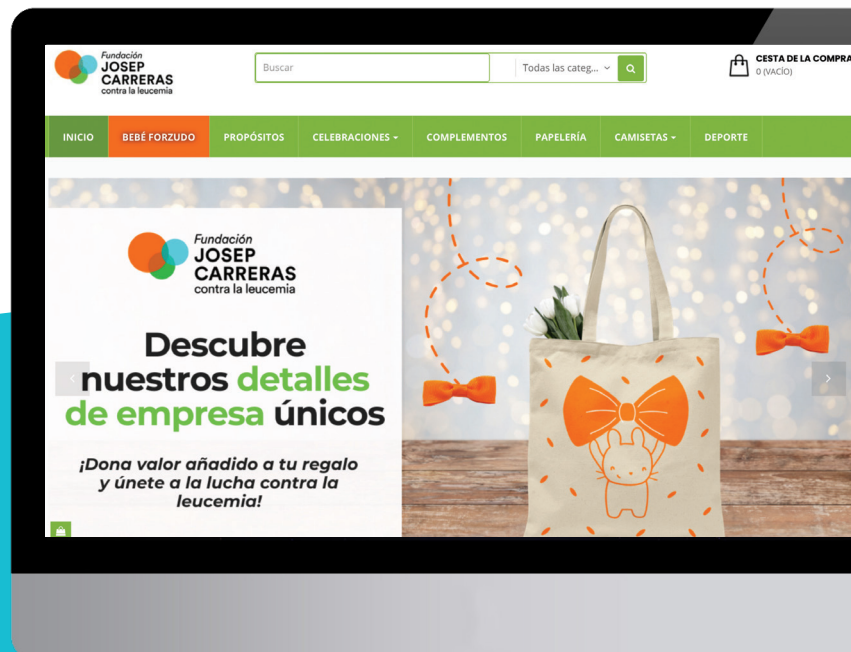 Fundación
JOSEP
CARRERAS
contra la leucemia
Buscar
Todas las categ...
CESTA DE LA COMPRA
0 (VACÍO)
INICIO
BEBÉ FORZUDO
PROPÓSITOS
CELEBRACIONES
COMPLEMENTOS
PAPELERÍA
CAMISETAS
DEPORTE
Fundación
JOSEP
CARRERAS
contra la leucemia
Descubre
nuestros detalles
de empresa únicos
¡Dona valor añadido a tu regalo
y únete a la lucha contra la
leucemia!